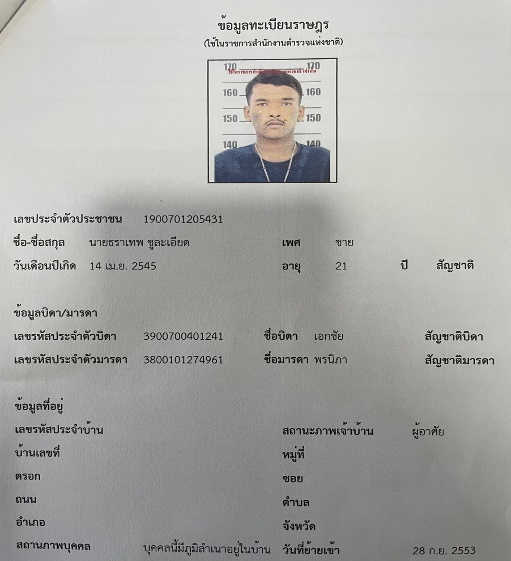 ข้อมูลทะเบียนราษฎร
(ใช้ในราชการสำนักงานตำรวจแห่งชาติ)
170 170
160 160
150 150
140 140
เลขประจำตัวประชาชน 1900701205431
ชื่อ-ชื่อสกุล นายธราเทพ ชูละเอียด เพศ ชาย
วันเดือนปีเกิด 14 เม.ย. 2545 อายุ 21 ปี สัญชาติ
ข้อมูลบิดา/มารดา
เลขรหัสประจำตัวบิดา 3900700401241 ชื่อบิดา เอกชัย สัญชาติบิดา
เลขรหัสประจำตัวมารดา 3800101274961 ชื่อมารดา พรนิภา สัญชาติมารดา
ข้อมูลที่อยู่
เลขรหัสประจำบ้าน สถานะภาพเจ้าบ้าน ผู้อาศัย
บ้านเลขที่ หมู่ที่
ตรอก ซอย
ถนน ตำบล
อำเภอ จังหวัด
สถานภาพบุคคล บุคคลนี้มีภูมิลำเนาอยู่ในบ้าน วันที่ย้ายเข้า 28 ก.ย. 2553